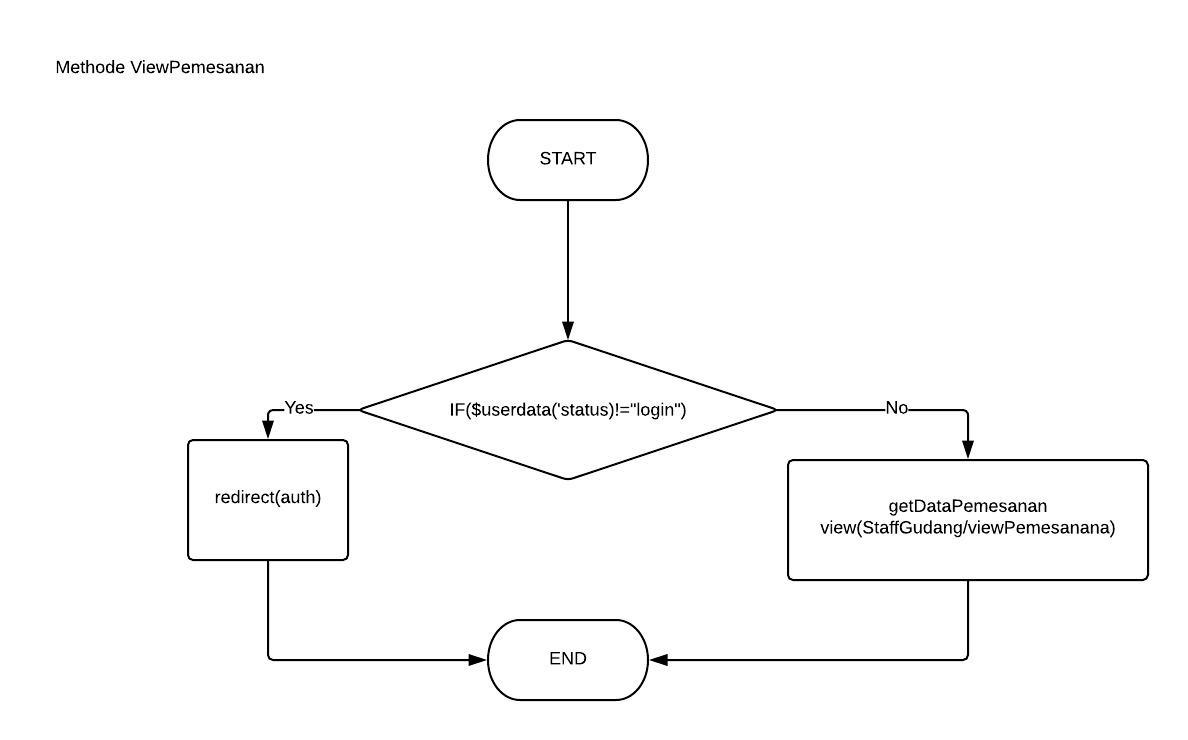 Methode ViewPemesanan
START
IF($userdata('status)!="login")
Yes
No
redirect(auth)
getDataPemesanan
view(StaffGudang/viewPemesanana)
END